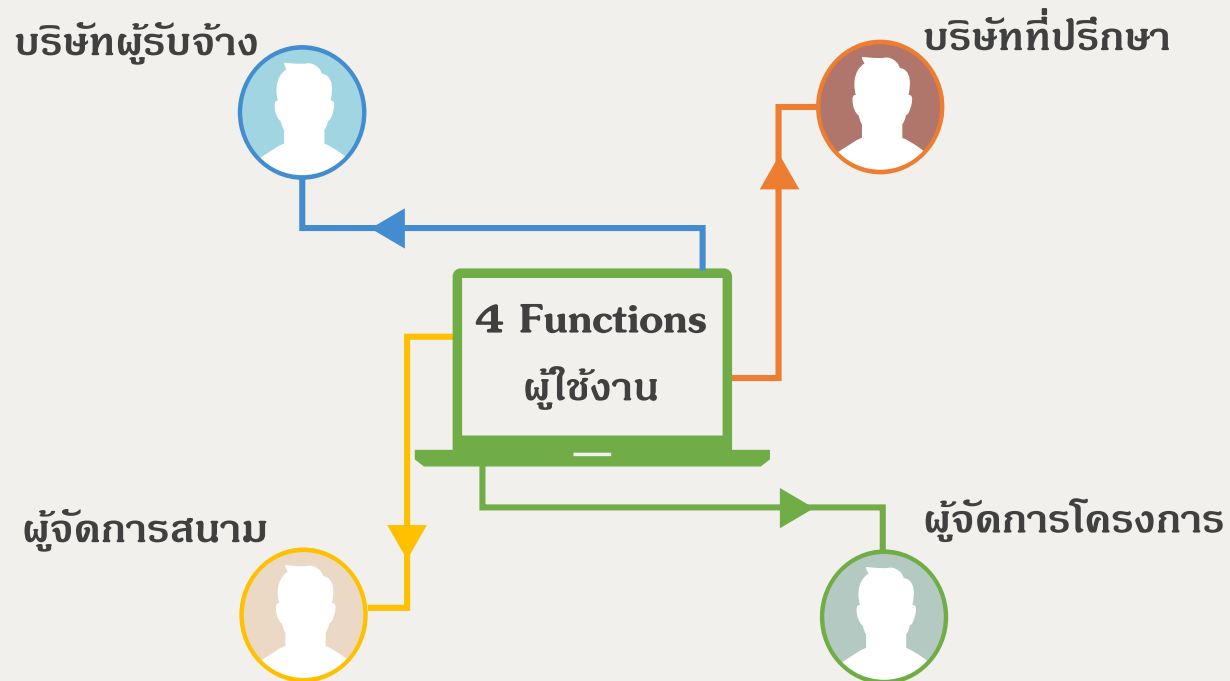 บริษัทผู้รับจ้าง
บริษัทที่ปรึกษา
4 Functions
ผู้ใช้งาน
ผู้จัดการสนาม
ผู้จัดการโครงการ